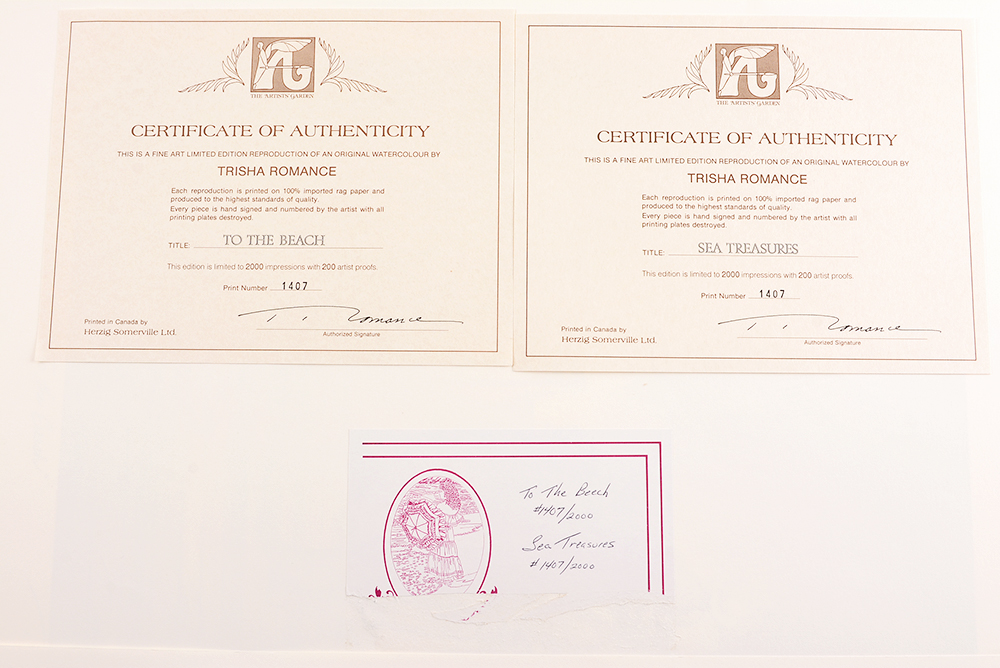 THE ARTISTS' GARDEN
CERTIFICATE OF AUTHENTICITY
THIS IS A FINE ART LIMITED EDITION REPRODUCTION OF AN ORIGINAL WATERCOLOUR BY
TRISHA ROMANCE
Each reproduction is printed on 100% imported rag paper and
produced to the highest standards of quality.
Every piece is hand signed and numbered by the artist with all
printing plates destroyed.
TITLE: TO THE BEACH
This edition is limited to 2000 impressions with 200 artist proofs.
Print Number 1407
Printed in Canada by
Herzig Somerville Ltd.
T. Romance
Authorized Signature
THE ARTISTS' GARDEN
CERTIFICATE OF AUTHENTICITY
THIS IS A FINE ART LIMITED EDITION REPRODUCTION OF AN ORIGINAL WATERCOLOUR BY
TRISHA ROMANCE
Each reproduction is printed on 100% imported rag paper and
produced to the highest standards of quality.
Every piece is hand signed and numbered by the artist with all
printing plates destroyed.
TITLE: SEA TREASURES
This edition is limited to 2000 impressions with 200 artist proofs.
Print Number 1407
Printed in Canada by
Herzig Somerville Ltd.
T. Romance
Authorized Signature
To The Beech
#1407/2000
Sea Treasures
#1407/2000